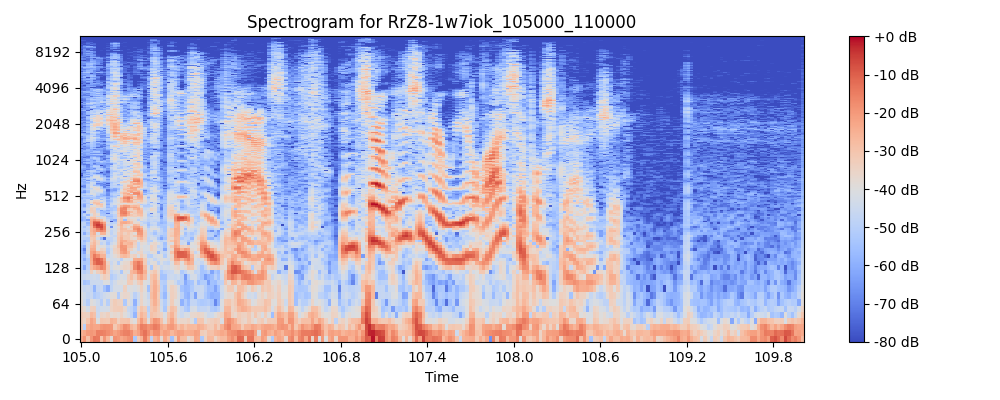 Spectrogram for RrZ8-1w7iok_105000_110000
Hz
8192
4096
2048
1024
512
256
128
64
0
105.0 105.6 106.2 106.8 107.4 108.0 108.6 109.2 109.8
Time
+0 dB
-10 dB
-20 dB
-30 dB
-40 dB
-50 dB
-60 dB
-70 dB
-80 dB